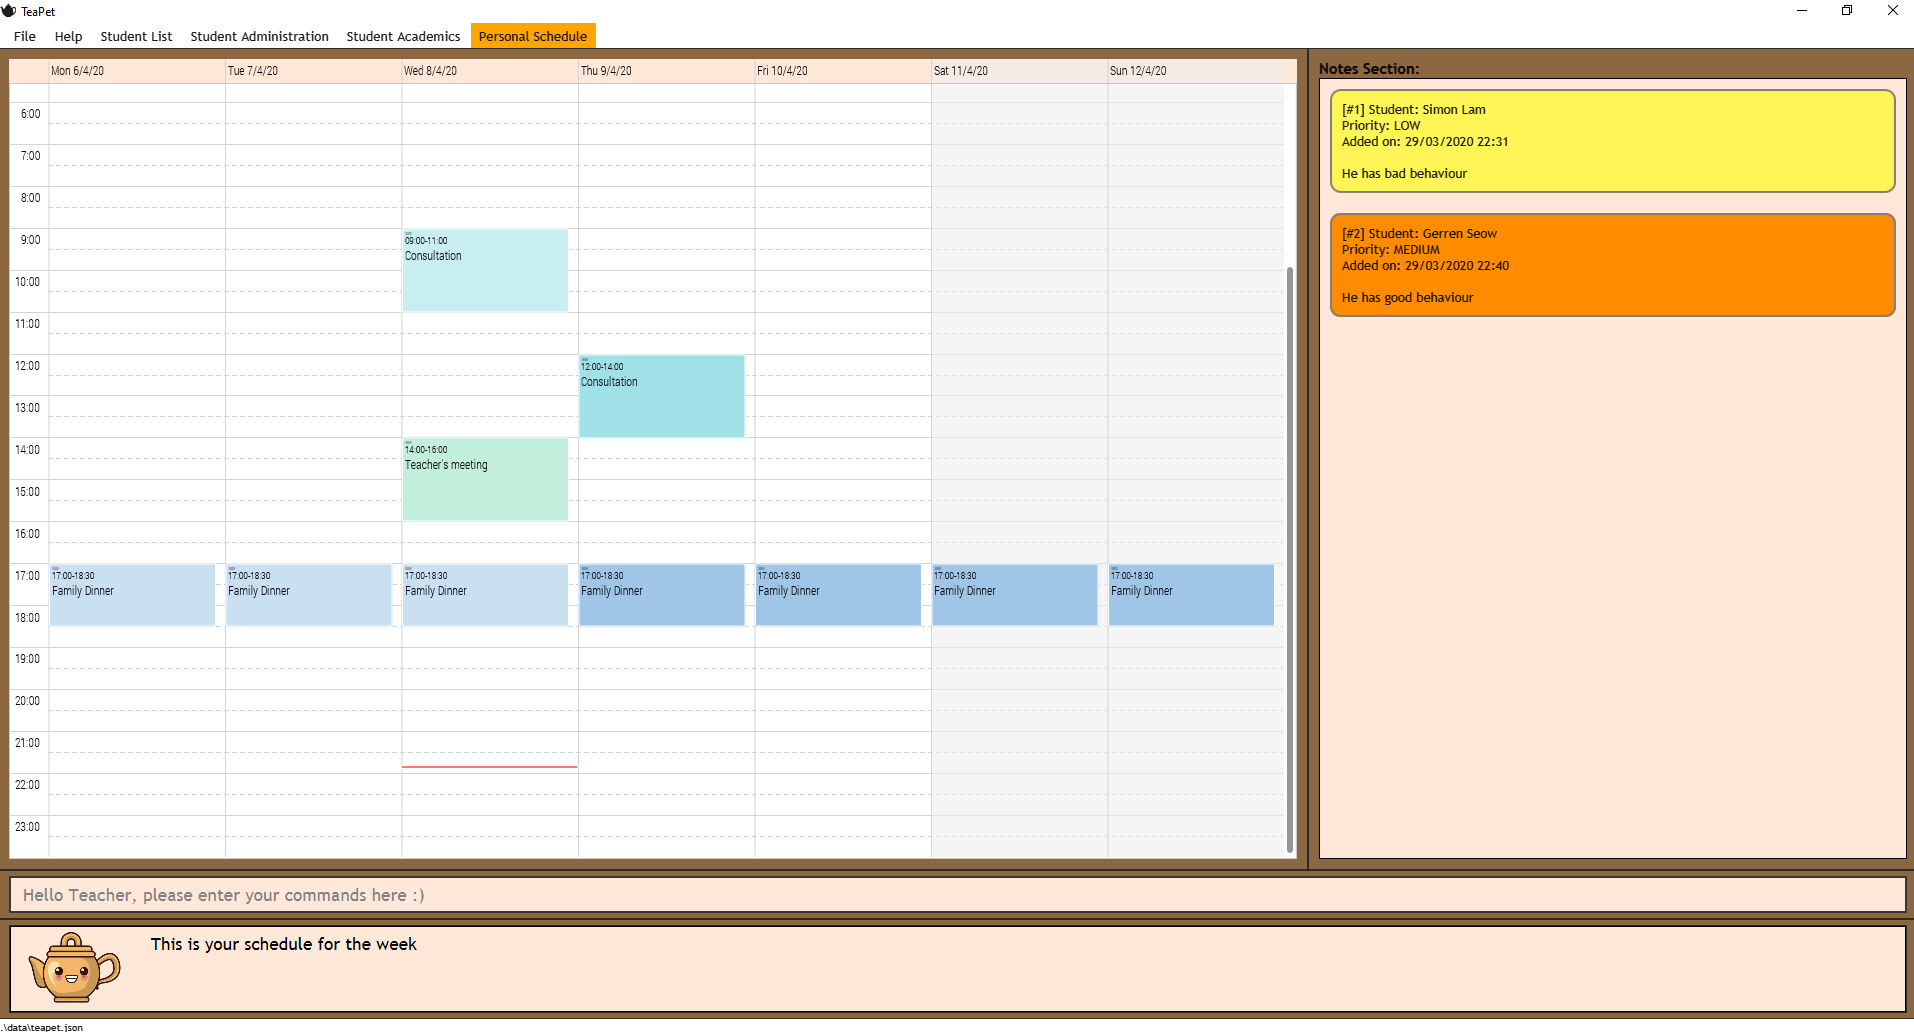 TeaPet
File Help Student List Student Administration Student Academics Personal Schedule
Mon 6/4/20 Tue 7/4/20 Wed 8/4/20 Thu 9/4/20 Fri 10/4/20 Sat 11/4/20 Sun 12/4/20
6:00
7:00
8:00
9:00
10:00
11:00
12:00
13:00
14:00
15:00
16:00
17:00
18:00
19:00
20:00
21:00
22:00
23:00
09:00-11:00
Consultation
12:00-14:00
Consultation
14:00-16:00
Teacher's meeting
17:00-18:30
Family Dinner
17:00-18:30
Family Dinner
17:00-18:30
Family Dinner
17:00-18:30
Family Dinner
17:00-18:30
Family Dinner
17:00-18:30
Family Dinner
17:00-18:30
Family Dinner
Notes Section:
[#1] Student: Simon Lam
Priority: LOW
Added on: 29/03/2020 22:31
He has bad behaviour
[#2] Student: Gerren Seow
Priority: MEDIUM
Added on: 29/03/2020 22:40
He has good behaviour
Hello Teacher, please enter your commands here :)
This is your schedule for the week
.\data\teapet.json